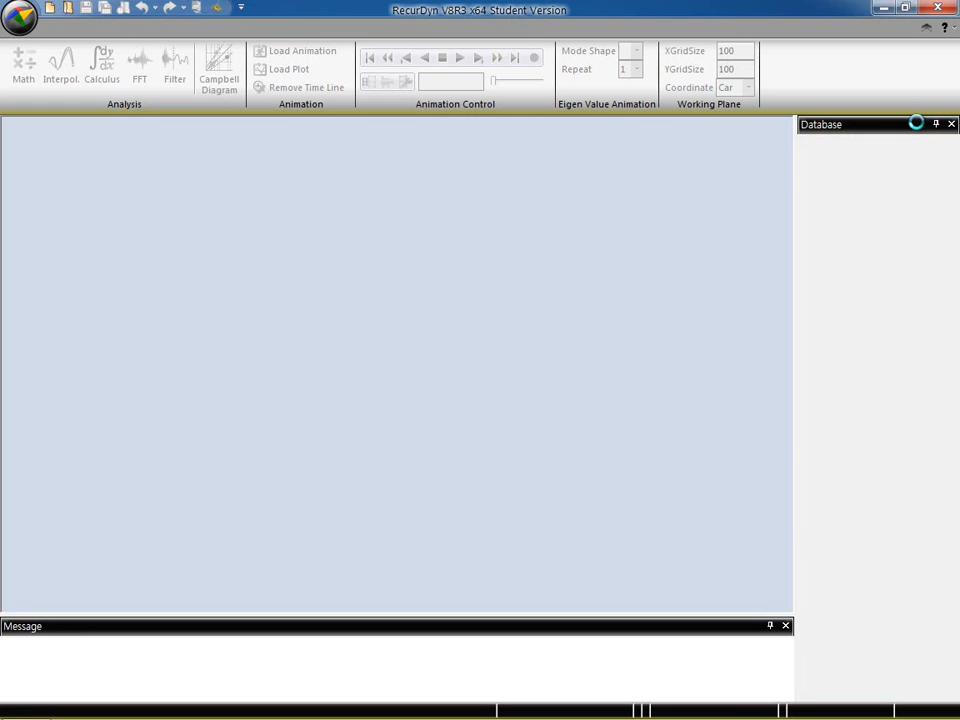 RecurDyn V8R3 x64 Student Version
Math
Interpol.
Calculus
FFT
Filter
Campbell
Diagram
Analysis
Load Animation
Load Plot
Remove Time Line
Animation
Animation Control
Mode Shape
Repeat 1
Eigen Value Animation
XGridSize 100
YGridSize 100
Coordinate Car
Working Plane
Database
Message